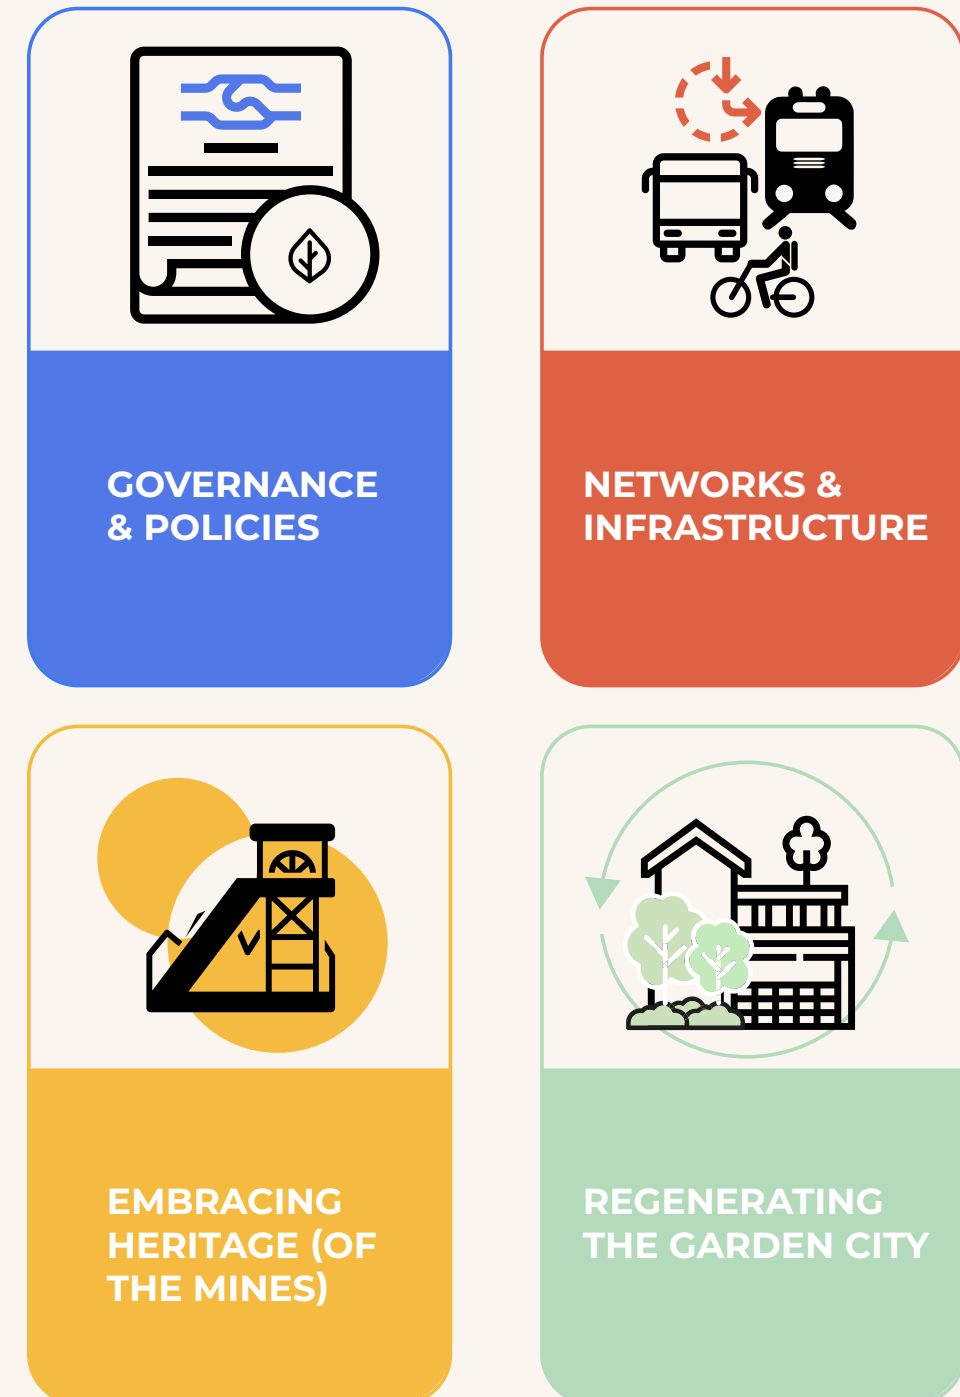 GOVERNANCE
& POLICIES
NETWORKS &
INFRASTRUCTURE
EMBRACING
HERITAGE (OF
THE MINES)
REGENERATING
THE GARDEN CITY